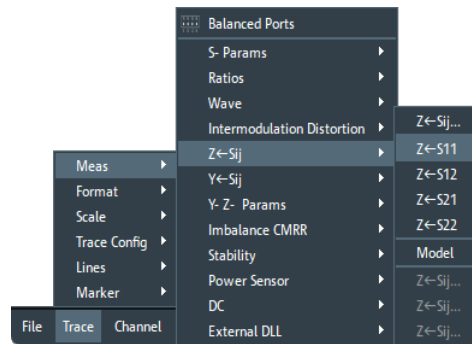 Balanced Ports
S- Params
Ratios
Wave
Intermodulation Distortion
Z←Sij
Y←Sij
Y- Z- Params
Imbalance CMRR
Stability
Power Sensor
DC
External DLL
Z←Sij...
Z←S11
Z←S12
Z←S21
Z←S22
Model
Z←Sij...
Z←Sij...
Z←Sij...
Meas
Format
Scale
Trace Config
Lines
Marker
File Trace Channel